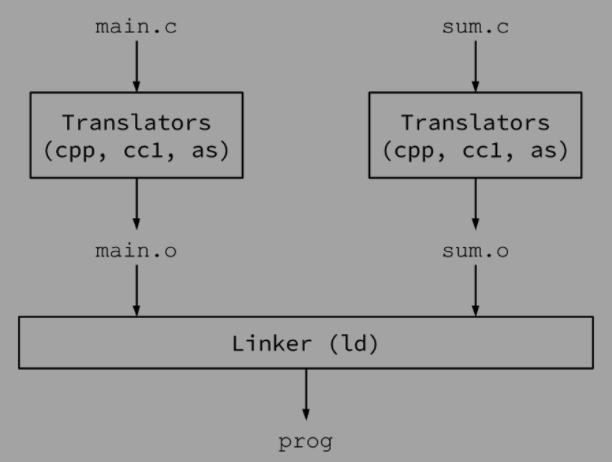 main.c
sum.c
Translators
(cpp, cc1, as)
Translators
(cpp, cc1, as)
main.o
sum.o
Linker (ld)
prog